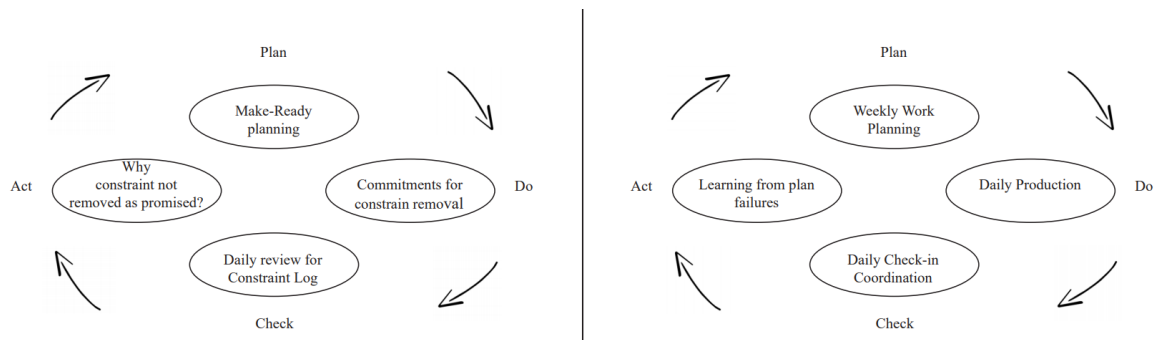 Plan
Make-Ready
planning
Why
constraint not
removed as promised?
Act
Commitments for
constrain removal
Do
Daily review for
Constraint Log
Check
Plan
Weekly Work
Planning
Act
Learning from plan
failures
Daily Production
Do
Daily Check-in
Coordination
Check